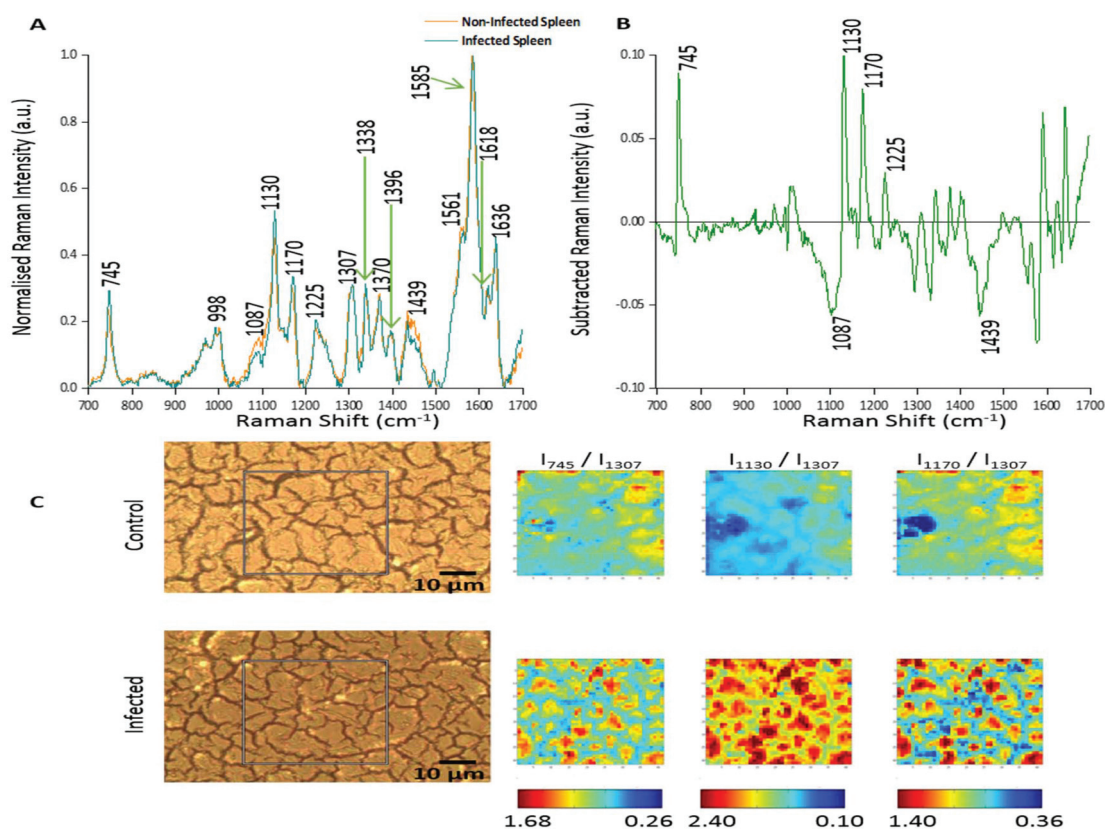 A
Non-Infected Spleen
Infected Spleen
Normalised Raman Intensity (a.u.)
1.0
0.8
0.6
0.4
0.2
0.0
745
998
1087
1130
1170
1225
1307
1338
1370
1396
1439
1561
1585
1618
1636
700 800 900 1000 1100 1200 1300 1400 1500 1600 1700
Raman Shift (cm-1)
B
Subtracted Raman Intensity (a.u.)
0.10
0.05
0.00
-0.05
-0.10
745
1087
1130
1170
1225
1439
700 800 900 1000 1100 1200 1300 1400 1500 1600 1700
Raman Shift (cm-1)
C
I745 / I1307 I1130 / I1307 I1170 / I1307
Control
10 µm
Infected
10 µm
1.68 0.26 2.40 0.10 1.40 0.36